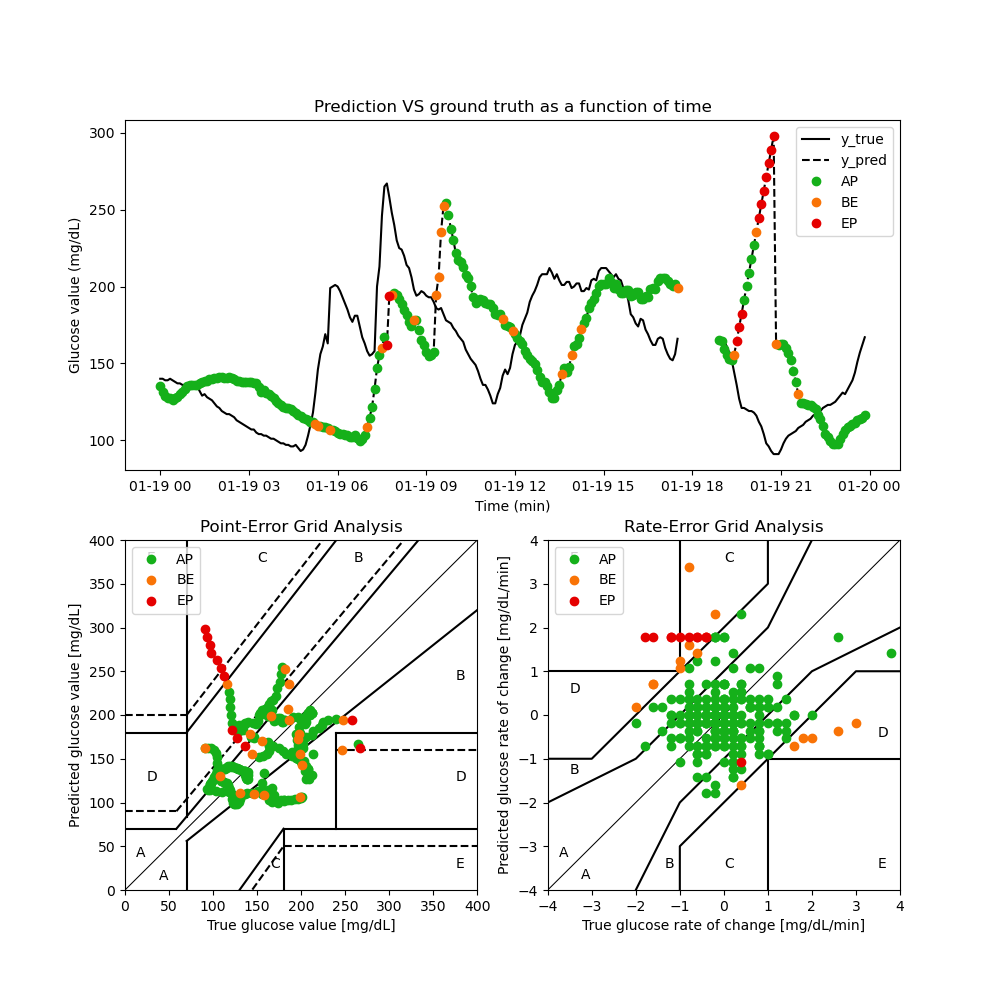 Prediction VS ground truth as a function of time
Glucose value (mg/dL)
300
250
200
150
100
y_true
y_pred
AP
BE
EP
01-19 00 01-19 03 01-19 06 01-19 09 01-19 12 01-19 15 01-19 18 01-19 21 01-20 00
Time (min)
Point-Error Grid Analysis
Predicted glucose value [mg/dL]
400
350
300
250
200
150
100
50
0
AP
BE
EP
C
B
B
D
D
A
A
C
E
0 50 100 150 200 250 300 350 400
True glucose value [mg/dL]
Rate-Error Grid Analysis
Predicted glucose rate of change [mg/dL/min]
4
3
2
1
0
−1
−2
−3
−4
AP
BE
EP
C
D
D
B
A
A
B
C
E
−4 −3 −2 −1 0 1 2 3 4
True glucose rate of change [mg/dL/min]